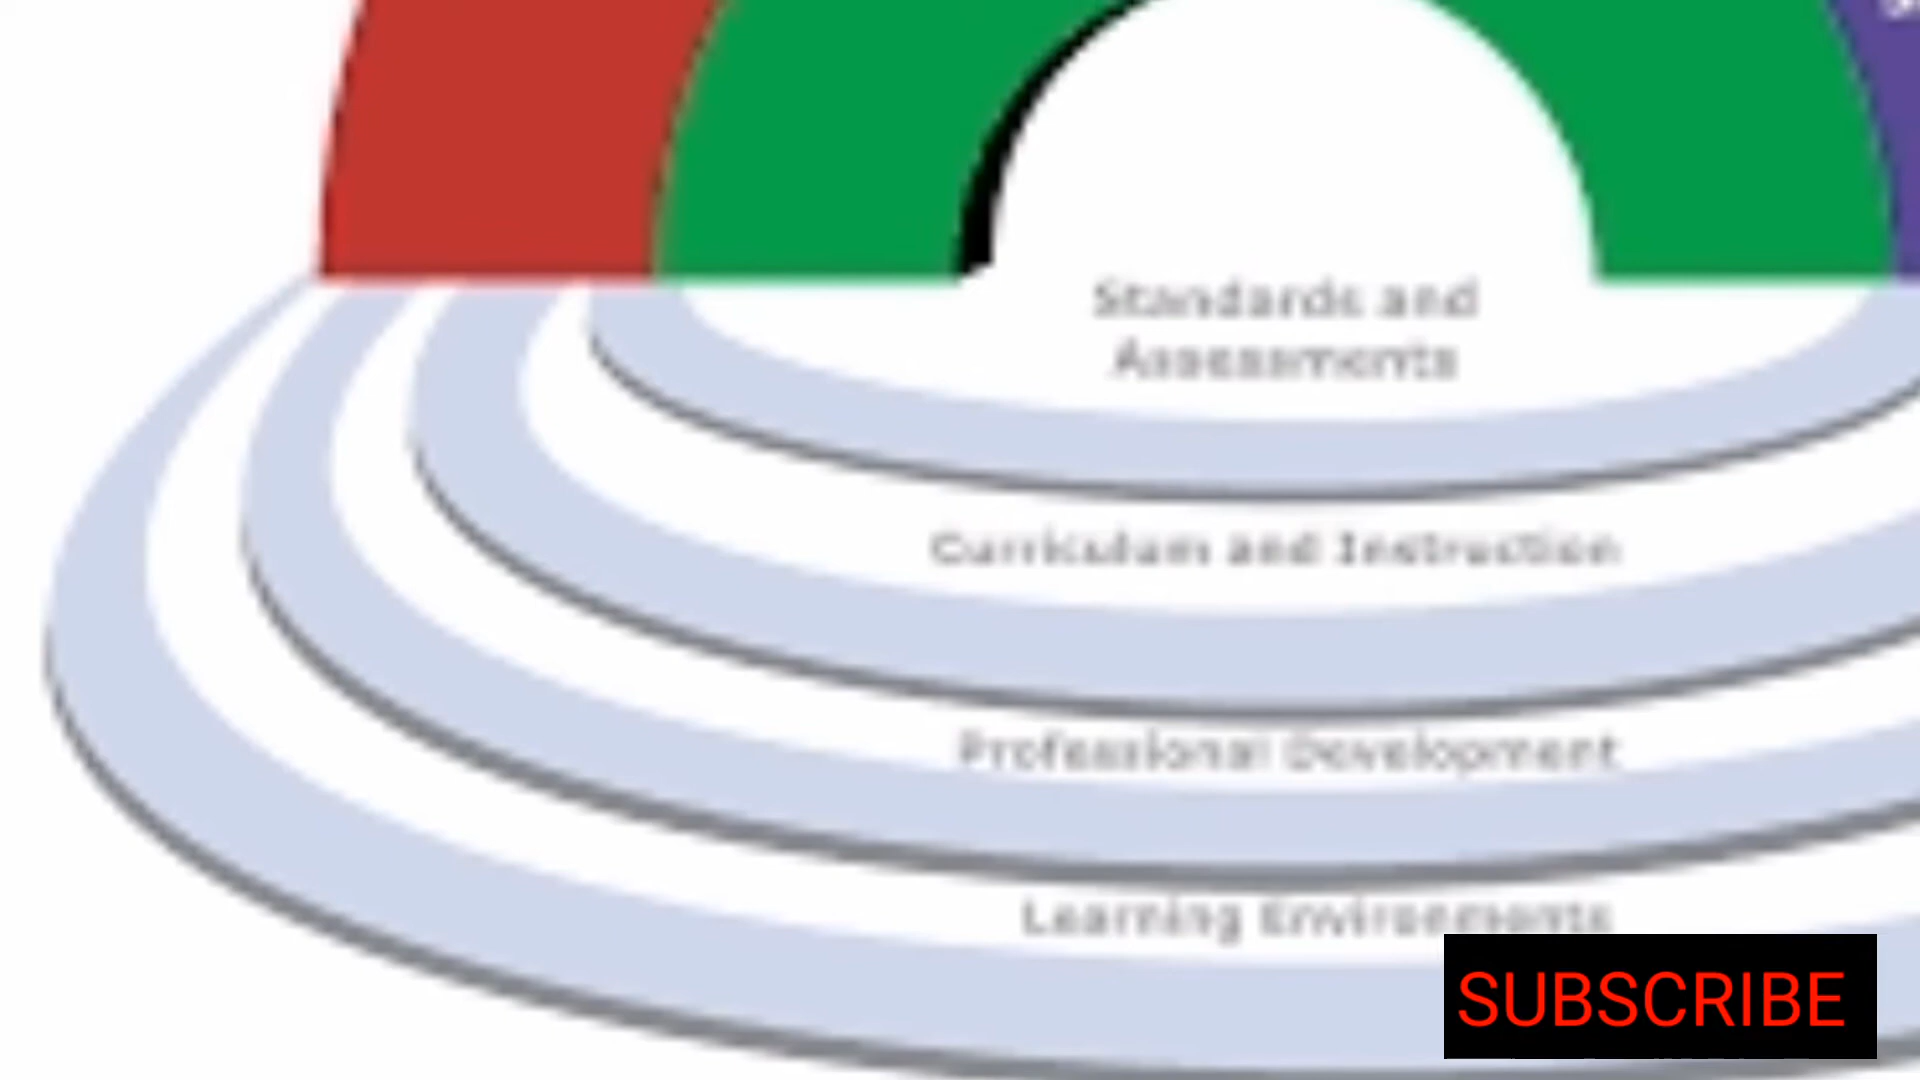 Standards and
Assessments
Curriculum and Instruction
Professional Development
Learning Environments
SUBSCRIBE